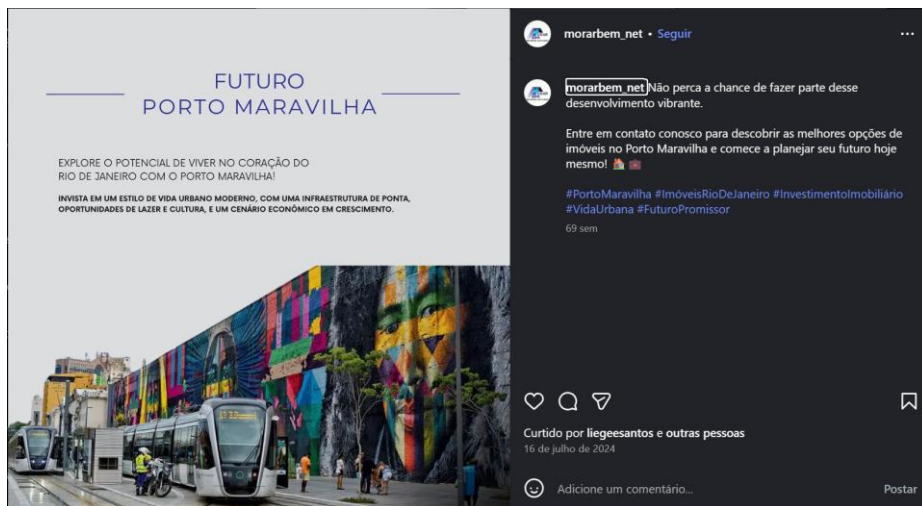 FUTURO
PORTO MARAVILHA
EXPLORE O POTENCIAL DE VIVER NO CORAÇÃO DO
RIO DE JANEIRO COM O PORTO MARAVILHA!
INVISTA EM UM ESTILO DE VIDA URBANO MODERNO, COM UMA INFRAESTRUTURA DE PONTA,
OPORTUNIDADES DE LAZER E CULTURA, E UM CENÁRIO ECONÔMICO EM CRESCIMENTO.
morarbem_net • Seguir
morarbem_net Não perca a chance de fazer parte desse
desenvolvimento vibrante.
Entre em contato conosco para descobrir as melhores opções de
imóveis no Porto Maravilha e comece a planejar seu futuro hoje
mesmo! 🏠 💼
#PortoMaravilha #ImóveisRioDeJaneiro #InvestimentoImobiliário
#VidaUrbana #FuturoPromissor
69 sem
Curtido por liegeesantos e outras pessoas
16 de julho de 2024
Adicione um comentário... Postar